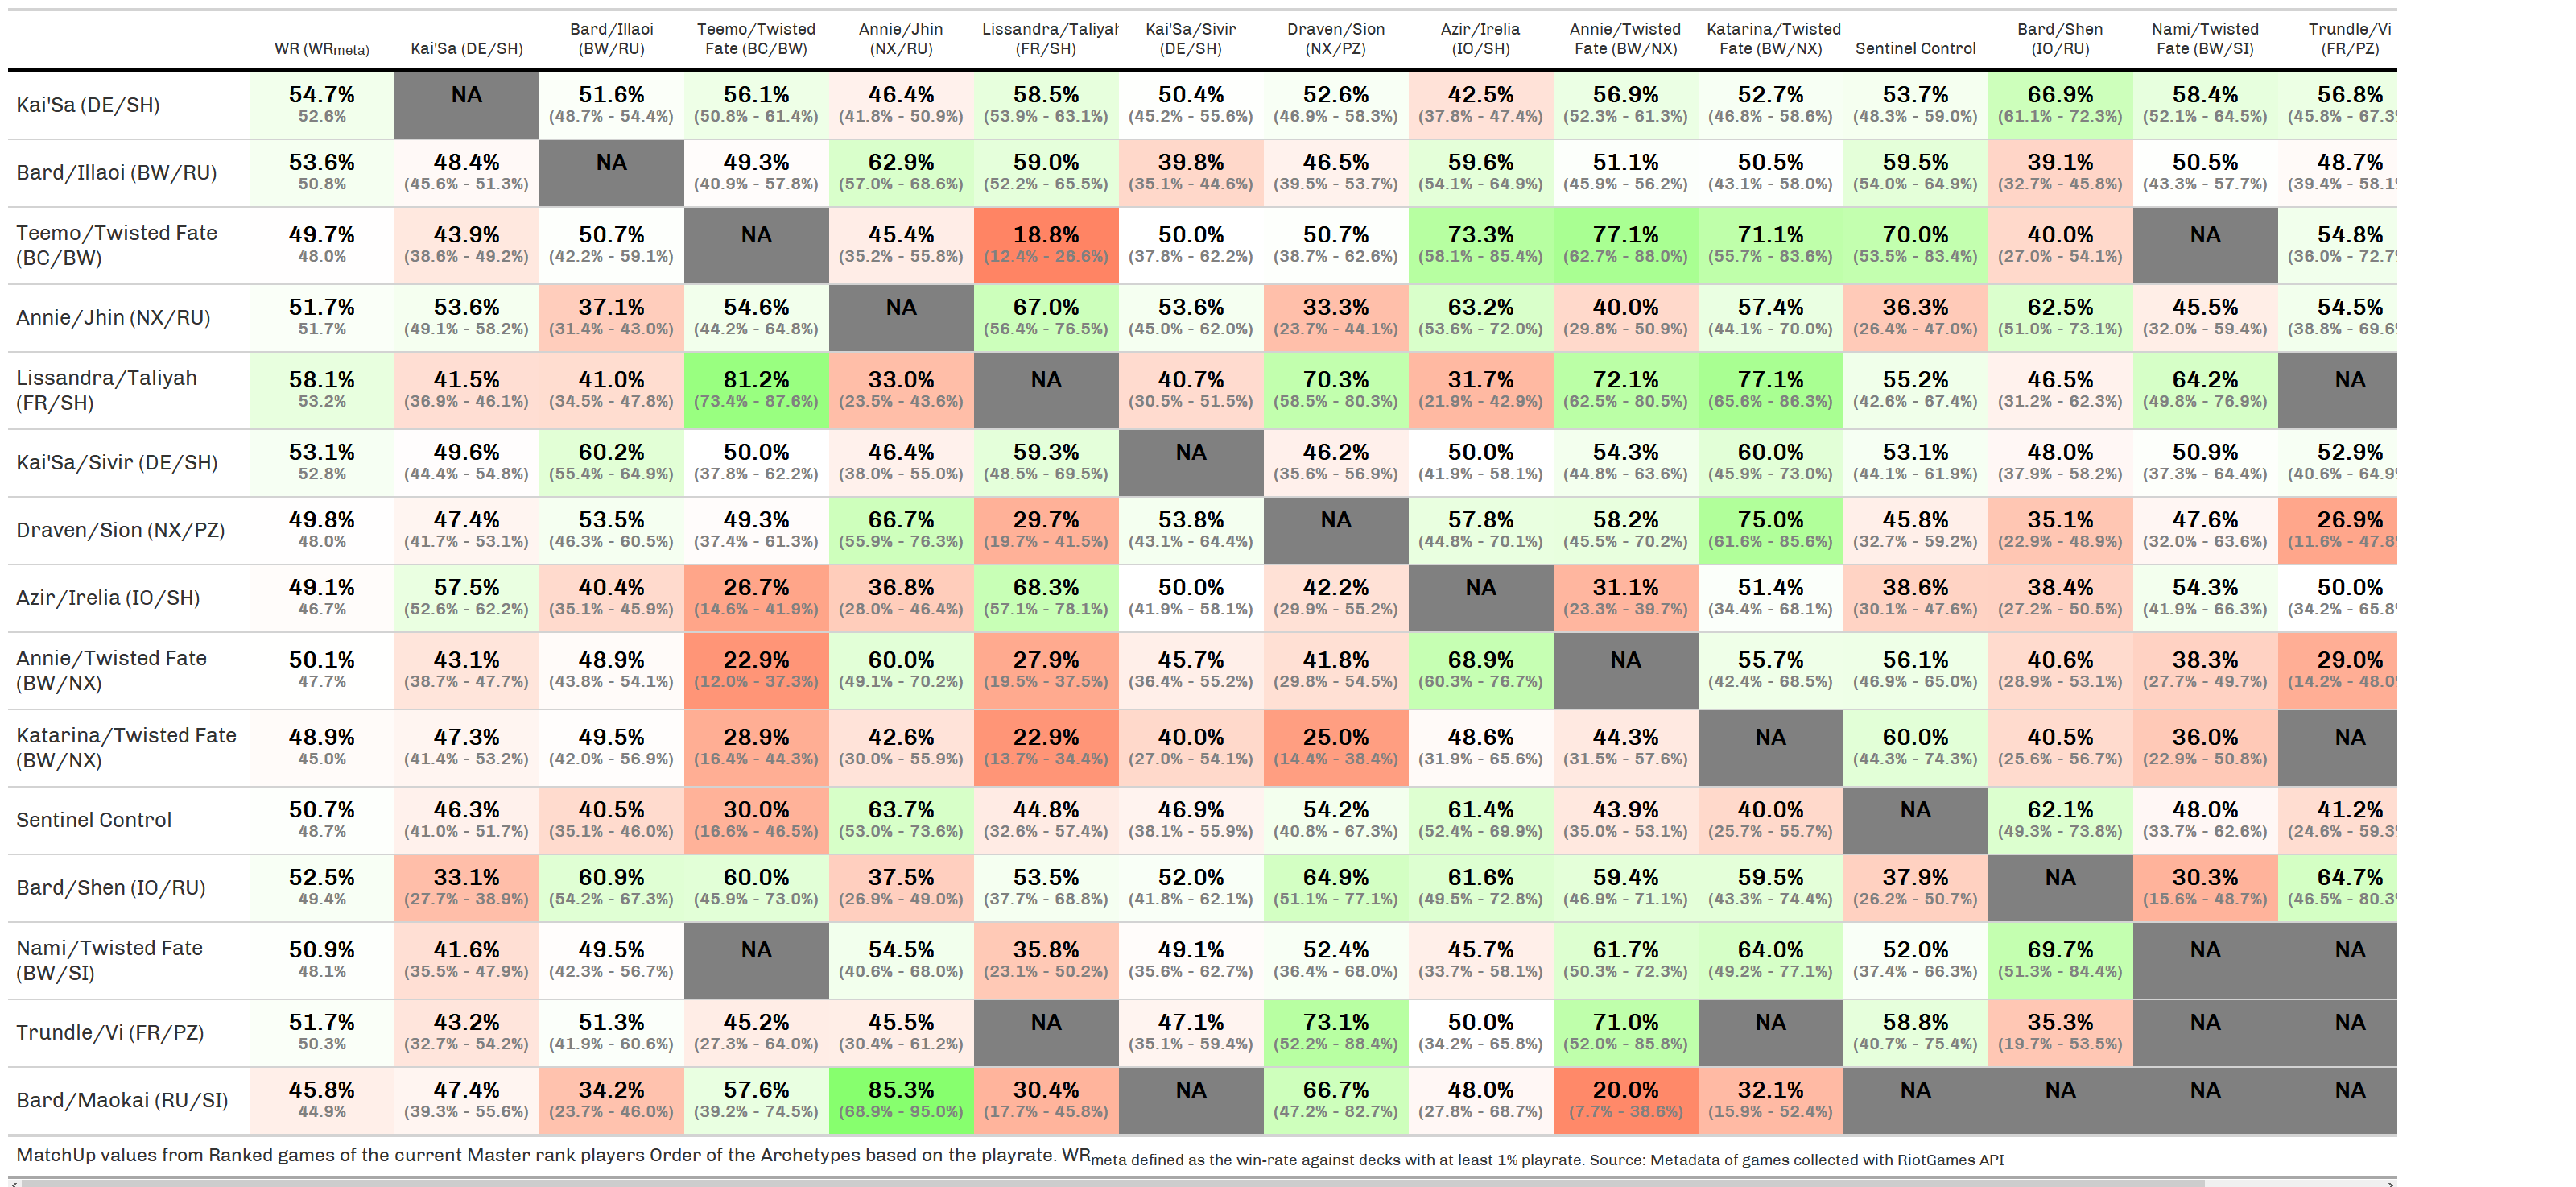 WR (WRmeta) Kai'Sa (DE/SH) Bard/Illaoi (BW/RU) Teemo/Twisted Fate (BC/BW) Annie/Jhin (NX/RU) Lissandra/Taliyah (FR/SH) Kai'Sa/Sivir (DE/SH) Draven/Sion (NX/PZ) Azir/Irelia (IO/SH) Annie/Twisted Fate (BW/NX) Katarina/Twisted Fate (BW/NX) Sentinel Control Bard/Shen (IO/RU) Nami/Twisted Fate (BW/SI) Trundle/Vi (FR/PZ)
Kai'Sa (DE/SH) 54.7% NA 51.6% 56.1% 46.4% 58.5% 50.4% 52.6% 42.5% 56.9% 52.7% 53.7% 66.9% 58.4% 56.8%
52.6% (48.7% - 54.4%) (50.8% - 61.4%) (41.8% - 50.9%) (53.9% - 63.1%) (45.2% - 55.6%) (46.9% - 58.3%) (37.8% - 47.4%) (52.3% - 61.3%) (46.8% - 58.6%) (48.3% - 59.0%) (61.1% - 72.3%) (52.1% - 64.5%) (45.8% - 67.3%
Bard/Illaoi (BW/RU) 53.6% 48.4% NA 49.3% 62.9% 59.0% 39.8% 46.5% 59.6% 51.1% 50.5% 59.5% 39.1% 50.5% 48.7%
50.8% (45.6% - 51.3%) (40.9% - 57.8%) (57.0% - 68.6%) (52.2% - 65.5%) (35.1% - 44.6%) (39.5% - 53.7%) (54.1% - 64.9%) (45.9% - 56.2%) (43.1% - 58.0%) (54.0% - 64.9%) (32.7% - 45.8%) (43.3% - 57.7%) (39.4% - 58.1%
Teemo/Twisted Fate (BC/BW) 49.7% 43.9% 50.7% NA 45.4% 18.8% 50.0% 50.7% 73.3% 77.1% 71.1% 70.0% 40.0% NA 54.8%
48.0% (38.6% - 49.2%) (42.2% - 59.1%) (35.2% - 55.8%) (12.4% - 26.6%) (37.8% - 62.2%) (38.7% - 62.6%) (58.1% - 85.4%) (62.7% - 88.0%) (55.7% - 83.6%) (53.5% - 83.4%) (27.0% - 54.1%) (36.0% - 72.7%
Annie/Jhin (NX/RU) 51.7% 53.6% 37.1% 54.6% NA 67.0% 53.6% 33.3% 63.2% 40.0% 57.4% 36.3% 62.5% 45.5% 54.5%
51.7% (49.1% - 58.2%) (31.4% - 43.0%) (44.2% - 64.8%) (56.4% - 76.5%) (45.0% - 62.0%) (23.7% - 44.1%) (53.6% - 72.0%) (29.8% - 50.9%) (44.1% - 70.0%) (26.4% - 47.0%) (51.0% - 73.1%) (32.0% - 59.4%) (38.8% - 69.6%
Lissandra/Taliyah (FR/SH) 58.1% 41.5% 41.0% 81.2% 33.0% NA 40.7% 70.3% 31.7% 72.1% 77.1% 55.2% 46.5% 64.2% NA
53.2% (36.9% - 46.1%) (34.5% - 47.8%) (73.4% - 87.6%) (23.5% - 43.6%) (30.5% - 51.5%) (58.5% - 80.3%) (21.9% - 42.9%) (62.5% - 80.5%) (65.6% - 86.3%) (42.6% - 67.4%) (31.2% - 62.3%) (49.8% - 76.9%)
Kai'Sa/Sivir (DE/SH) 53.1% 49.6% 60.2% 50.0% 46.4% 59.3% NA 46.2% 50.0% 54.3% 60.0% 53.1% 48.0% 50.9% 52.9%
52.8% (44.4% - 54.8%) (55.4% - 64.9%) (37.8% - 62.2%) (38.0% - 55.0%) (48.5% - 69.5%) (35.6% - 56.9%) (41.9% - 58.1%) (44.8% - 63.6%) (45.9% - 73.0%) (44.1% - 61.9%) (37.9% - 58.2%) (37.3% - 64.4%) (40.6% - 64.9%
Draven/Sion (NX/PZ) 49.8% 47.4% 53.5% 49.3% 66.7% 29.7% 53.8% NA 57.8% 58.2% 75.0% 45.8% 35.1% 47.6% 26.9%
48.0% (41.7% - 53.1%) (46.3% - 60.5%) (37.4% - 61.3%) (55.9% - 76.3%) (19.7% - 41.5%) (43.1% - 64.4%) (44.8% - 70.1%) (45.5% - 70.2%) (61.6% - 85.6%) (32.7% - 59.2%) (22.9% - 48.9%) (32.0% - 63.6%) (11.6% - 47.8%
Azir/Irelia (IO/SH) 49.1% 57.5% 40.4% 26.7% 36.8% 68.3% 50.0% 42.2% NA 31.1% 51.4% 38.6% 38.4% 54.3% 50.0%
46.7% (52.6% - 62.2%) (35.1% - 45.9%) (14.6% - 41.9%) (28.0% - 46.4%) (57.1% - 78.1%) (41.9% - 58.1%) (29.9% - 55.2%) (23.3% - 39.7%) (34.4% - 68.1%) (30.1% - 47.6%) (27.2% - 50.5%) (41.9% - 66.3%) (34.2% - 65.8%
Annie/Twisted Fate (BW/NX) 50.1% 43.1% 48.9% 22.9% 60.0% 27.9% 45.7% 41.8% 68.9% NA 55.7% 56.1% 40.6% 38.3% 29.0%
47.7% (38.7% - 47.7%) (43.8% - 54.1%) (12.0% - 37.3%) (49.1% - 70.2%) (19.5% - 37.5%) (36.4% - 55.2%) (29.8% - 54.5%) (60.3% - 76.7%) (42.4% - 68.5%) (46.9% - 65.0%) (28.9% - 53.1%) (27.7% - 49.7%) (14.2% - 48.0%
Katarina/Twisted Fate (BW/NX) 48.9% 47.3% 49.5% 28.9% 42.6% 22.9% 40.0% 25.0% 48.6% 44.3% NA 60.0% 40.5% 36.0% NA
45.0% (41.4% - 53.2%) (42.0% - 56.9%) (16.4% - 44.3%) (30.0% - 55.9%) (13.7% - 34.4%) (27.0% - 54.1%) (14.4% - 38.4%) (31.9% - 65.6%) (31.5% - 57.6%) (44.3% - 74.3%) (25.6% - 56.7%) (22.9% - 50.8%)
Sentinel Control 50.7% 46.3% 40.5% 30.0% 63.7% 44.8% 46.9% 54.2% 61.4% 43.9% 40.0% NA 62.1% 48.0% 41.2%
48.7% (41.0% - 51.7%) (35.1% - 46.0%) (16.6% - 46.5%) (53.0% - 73.6%) (32.6% - 57.4%) (38.1% - 55.9%) (40.8% - 67.3%) (52.4% - 69.9%) (35.0% - 53.1%) (25.7% - 55.7%) (49.3% - 73.8%) (33.7% - 62.6%) (24.6% - 59.3%
Bard/Shen (IO/RU) 52.5% 33.1% 60.9% 60.0% 37.5% 53.5% 52.0% 64.9% 61.6% 59.4% 59.5% 37.9% NA 30.3% 64.7%
49.4% (27.7% - 38.9%) (54.2% - 67.3%) (45.9% - 73.0%) (26.9% - 49.0%) (37.7% - 68.8%) (41.8% - 62.1%) (51.1% - 77.1%) (49.5% - 72.8%) (46.9% - 71.1%) (43.3% - 74.4%) (26.2% - 50.7%) (15.6% - 48.7%) (46.5% - 80.3%
Nami/Twisted Fate (BW/SI) 50.9% 41.6% 49.5% NA 54.5% 35.8% 49.1% 52.4% 45.7% 61.7% 64.0% 52.0% 69.7% NA NA
48.1% (35.5% - 47.9%) (42.3% - 56.7%) (40.6% - 68.0%) (23.1% - 50.2%) (35.6% - 62.7%) (36.4% - 68.0%) (33.7% - 58.1%) (50.3% - 72.3%) (49.2% - 77.1%) (37.4% - 66.3%) (51.3% - 84.4%)
Trundle/Vi (FR/PZ) 51.7% 43.2% 51.3% 45.2% 45.5% NA 47.1% 73.1% 50.0% 71.0% NA 58.8% 35.3% NA NA
50.3% (32.7% - 54.2%) (41.9% - 60.6%) (27.3% - 64.0%) (30.4% - 61.2%) (35.1% - 59.4%) (52.2% - 88.4%) (34.2% - 65.8%) (52.0% - 85.8%) (40.7% - 75.4%) (19.7% - 53.5%)
Bard/Maokai (RU/SI) 45.8% 47.4% 34.2% 57.6% 85.3% 30.4% NA 66.7% 48.0% 20.0% 32.1% NA NA NA NA
44.9% (39.3% - 55.6%) (23.7% - 46.0%) (39.2% - 74.5%) (68.9% - 95.0%) (17.7% - 45.8%) (47.2% - 82.7%) (27.8% - 68.7%) (7.7% - 38.6%) (15.9% - 52.4%)
MatchUp values from Ranked games of the current Master rank players Order of the Archetypes based on the playrate. WRmeta defined as the win-rate against decks with at least 1% playrate. Source: Metadata of games collected with RiotGames API